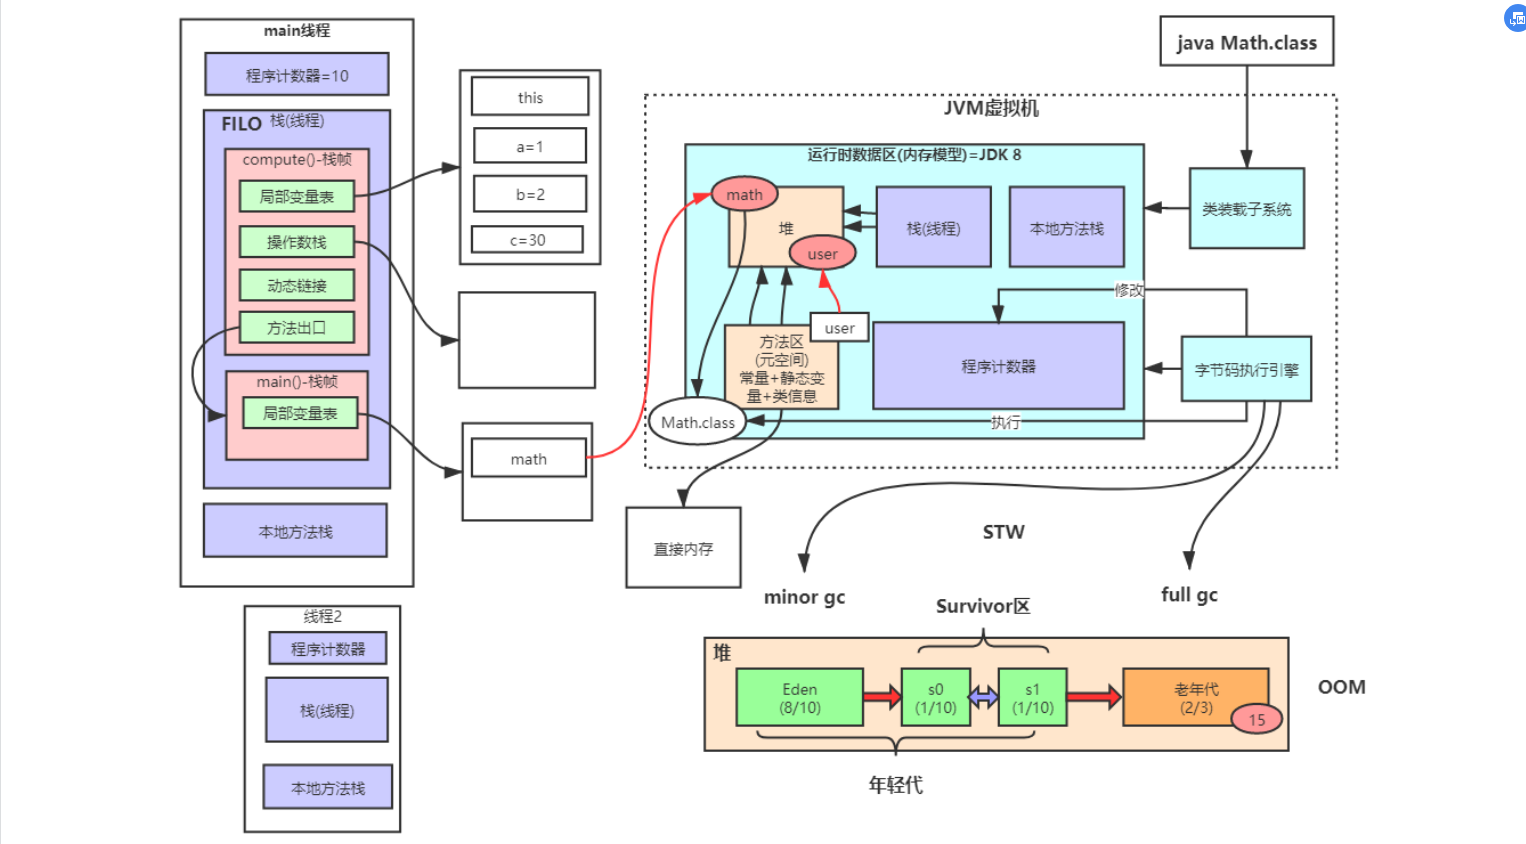 main线程
程序计数器=10
FILO
栈(线程)
compute()-栈帧
局部变量表
操作数栈
动态链接
方法出口
main()-栈帧
局部变量表
本地方法栈
线程2
程序计数器
栈(线程)
本地方法栈
this
a=1
b=2
c=30
math
java Math.class
JVM虚拟机
运行时数据区(内存模型)=JDK 8
math
堆
user
栈(线程)
本地方法栈
类装载子系统
修改
user
方法区
(元空间)
常量+静态变
量+类信息
程序计数器
字节码执行引擎
Math.class
执行
直接内存
STW
minor gc
full gc
Survivor区
堆
Eden
(8/10)
s0
(1/10)
s1
(1/10)
老年代
(2/3)
15
OOM
年轻代